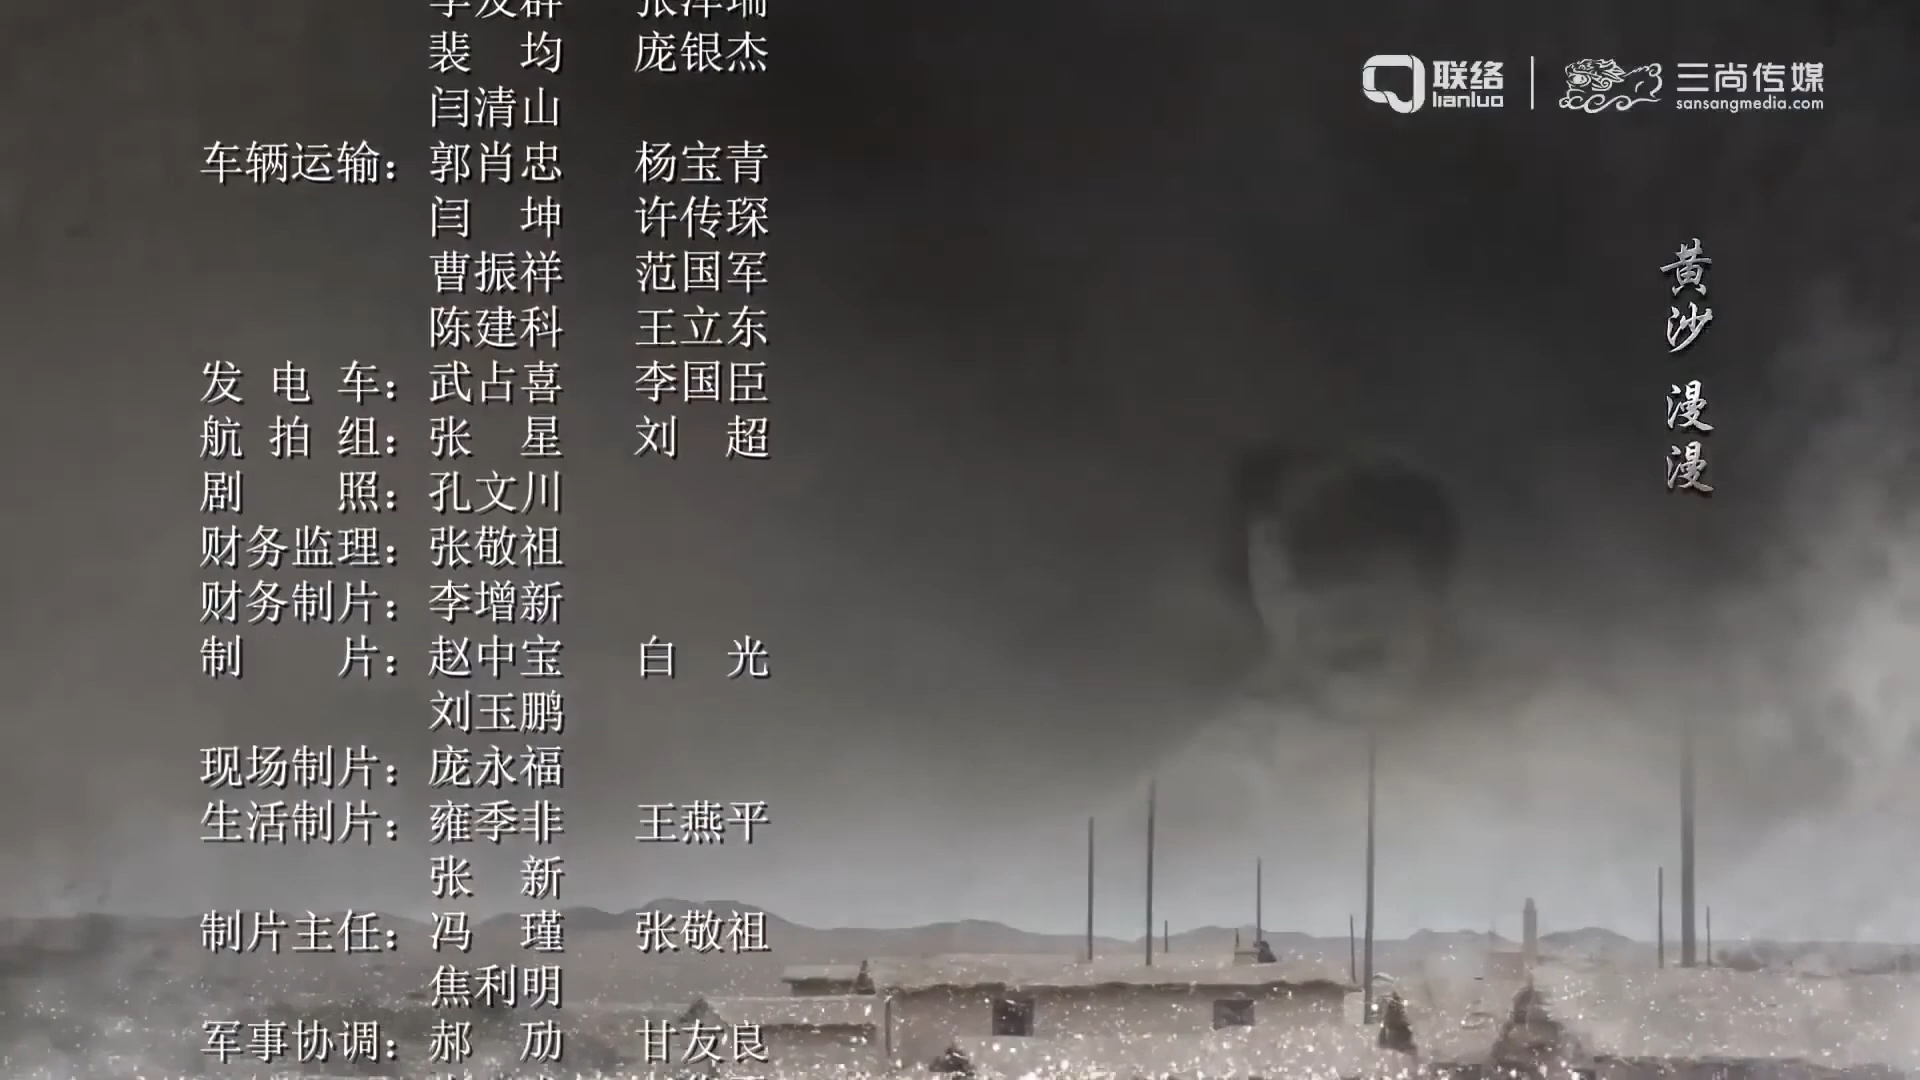 裴　均　庞银杰
闫清山
车辆运输：郭肖忠　杨宝青
闫　坤　许传琛
曹振祥　范国军
陈建科　王立东
发电车：武占喜　李国臣
航拍组：张　星　刘　超
剧　照：孔文川
财务监理：张敬祖
财务制片：李增新
制　片：赵中宝　白　光
刘玉鹏
现场制片：庞永福
生活制片：雍季非　王燕平
张　新
制片主任：冯　瑾　张敬祖
焦利明
军事协调：郝　劢　甘友良
联络
lianluo
三尚传媒
sansangmedia.com
黄沙 漫漫